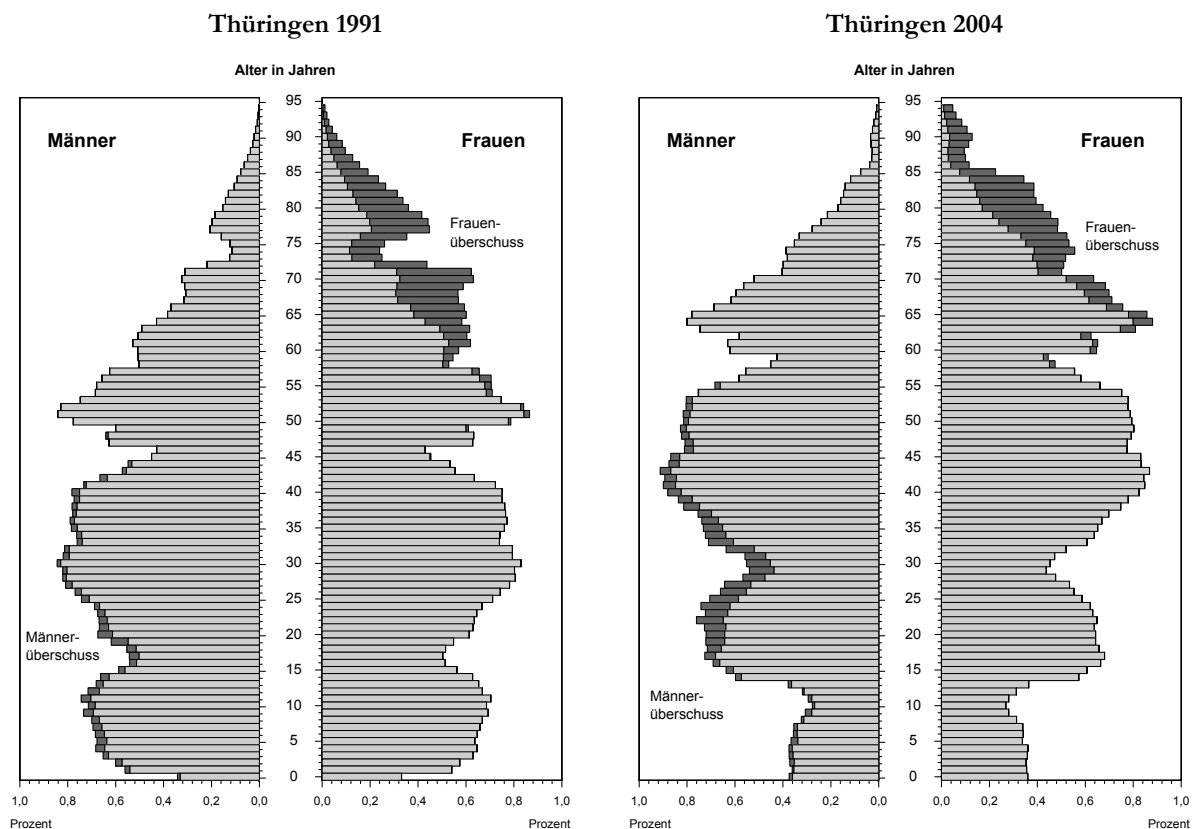 Thüringen 1991
Thüringen 2004
Alter in Jahren
Alter in Jahren
Männer
Frauen
Männer
Frauen
95
90
85
80
75
70
65
60
55
50
45
40
35
30
25
20
15
10
5
0
95
90
85
80
75
70
65
60
55
50
45
40
35
30
25
20
15
10
5
0
Frauen-
überschuss
Frauen-
überschuss
Männer-
überschuss
Männer-
überschuss
1,0 0,8 0,6 0,4 0,2 0,0
0,0 0,2 0,4 0,6 0,8 1,0
1,0 0,8 0,6 0,4 0,2 0,0
0,0 0,2 0,4 0,6 0,8 1,0
Prozent
Prozent
Prozent
Prozent